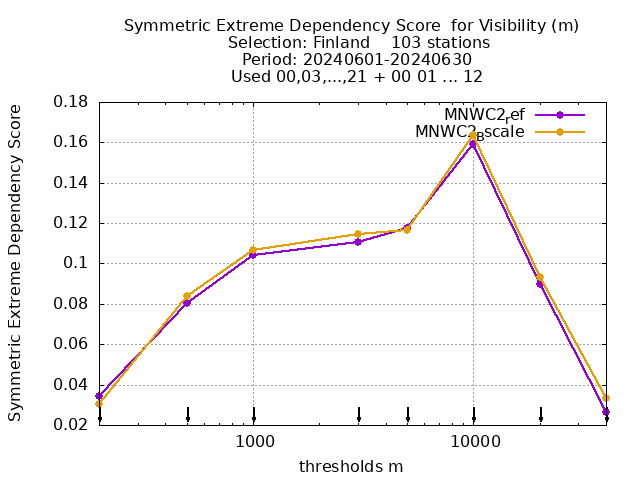 Symmetric Extreme Dependency Score  for Visibility (m)
Selection: Finland    103 stations
Period: 20240601-20240630
Used 00,03,...,21 + 00 01 ... 12
Symmetric Extreme Dependency Score
0.18
0.16
0.14
0.12
0.1
0.08
0.06
0.04
0.02
MNWC2ref
MNWC2Bscale
1000
10000
thresholds m